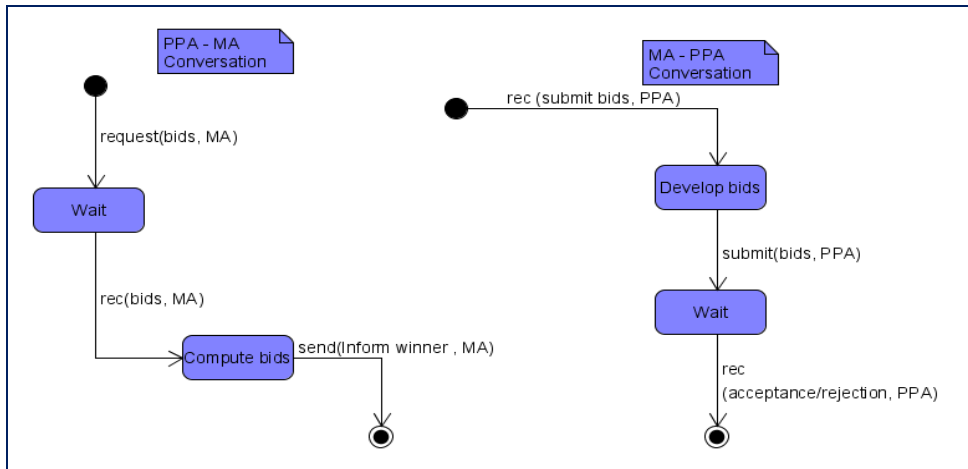 PPA - MA
Conversation
request(bids, MA)
Wait
rec(bids, MA)
Compute bids
send(Inform winner , MA)
MA - PPA
Conversation
rec (submit bids, PPA)
Develop bids
submit(bids, PPA)
Wait
rec
(acceptance/rejection, PPA)